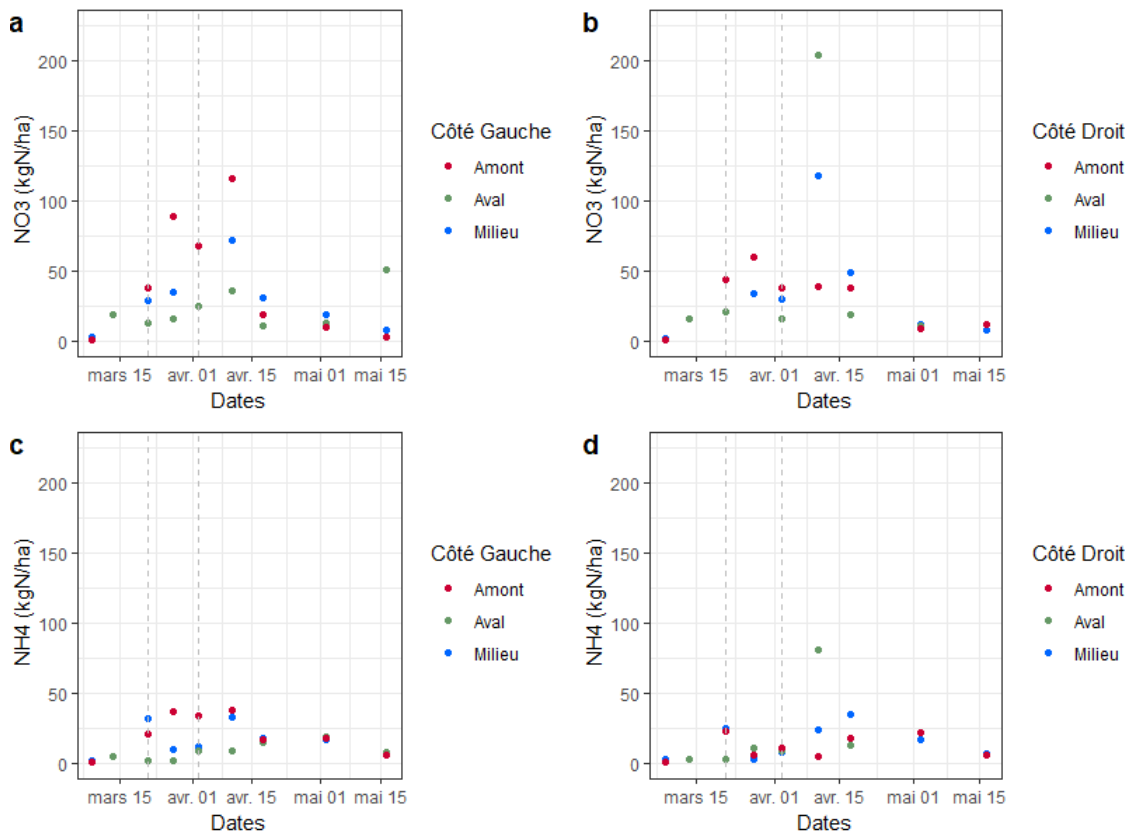 a
NO3 (kgN/ha)
200
150
100
50
0
mars 15 avr. 01 avr. 15 mai 01 mai 15
Dates
Côté Gauche
Amont
Aval
Milieu
b
NO3 (kgN/ha)
200
150
100
50
0
mars 15 avr. 01 avr. 15 mai 01 mai 15
Dates
Côté Droit
Amont
Aval
Milieu
c
NH4 (kgN/ha)
200
150
100
50
0
mars 15 avr. 01 avr. 15 mai 01 mai 15
Dates
Côté Gauche
Amont
Aval
Milieu
d
NH4 (kgN/ha)
200
150
100
50
0
mars 15 avr. 01 avr. 15 mai 01 mai 15
Dates
Côté Droit
Amont
Aval
Milieu